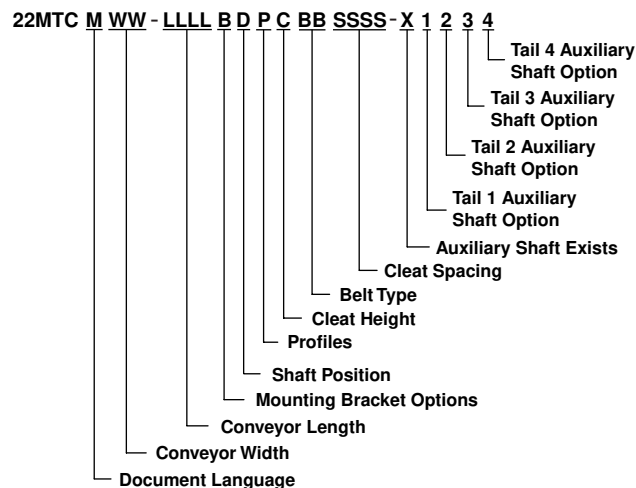 22MTC M WW - LLLL B D P C BB SSSS - X 1 2 3 4
Tail 4 Auxiliary
Shaft Option
Tail 3 Auxiliary
Shaft Option
Tail 2 Auxiliary
Shaft Option
Tail 1 Auxiliary
Shaft Option
Auxiliary Shaft Exists
Cleat Spacing
Belt Type
Cleat Height
Profiles
Shaft Position
Mounting Bracket Options
Conveyor Length
Conveyor Width
Document Language